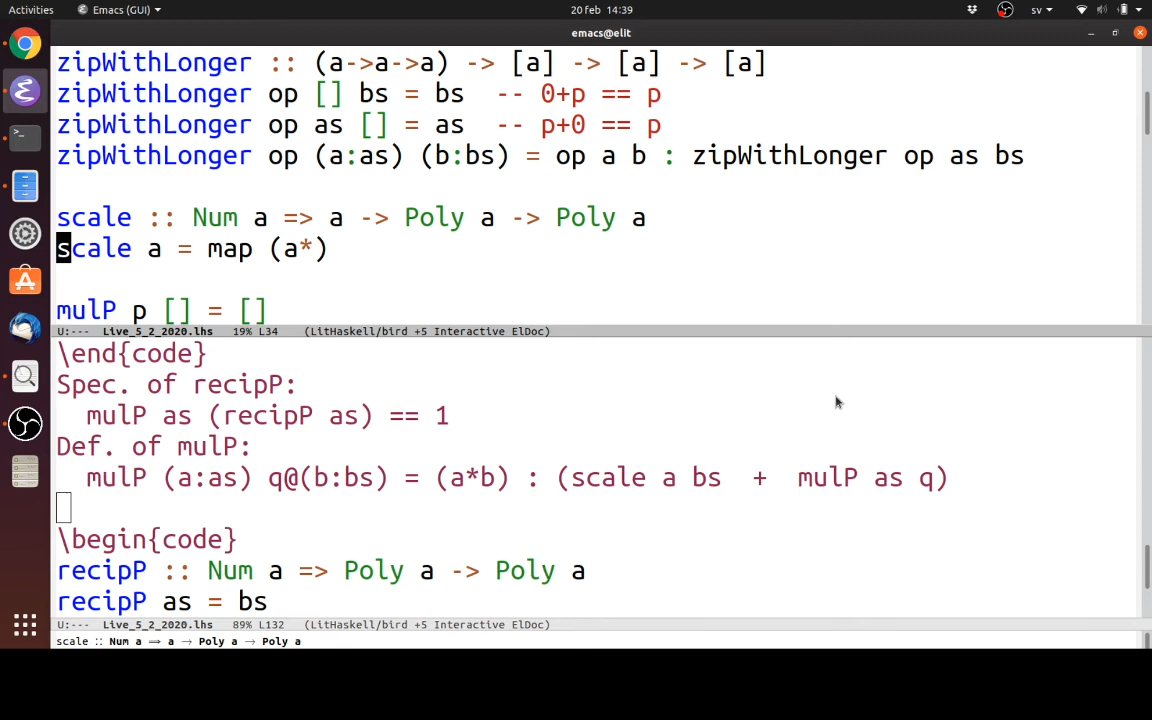 Activities Emacs (GUI) 20 feb 14:39 sv
emacs@elit
zipWithLonger :: (a->a->a) -> [a] -> [a] -> [a]
zipWithLonger op [] bs = bs -- 0+p == p
zipWithLonger op as [] = as -- p+0 == p
zipWithLonger op (a:as) (b:bs) = op a b : zipWithLonger op as bs
scale :: Num a => a -> Poly a -> Poly a
scale a = map (a*)
mulP p [] = []
U:--- Live_5_2_2020.lhs 19% L34 (LitHaskell/bird +5 Interactive ElDoc)
\end{code}
Spec. of recipP:
mulP as (recipP as) == 1
Def. of mulP:
mulP (a:as) q@(b:bs) = (a*b) : (scale a bs + mulP as q)
\begin{code}
recipP :: Num a => Poly a -> Poly a
recipP as = bs
U:--- Live_5_2_2020.lhs 89% L132 (LitHaskell/bird +5 Interactive ElDoc)
scale :: Num a ⇒ a → Poly a → Poly a